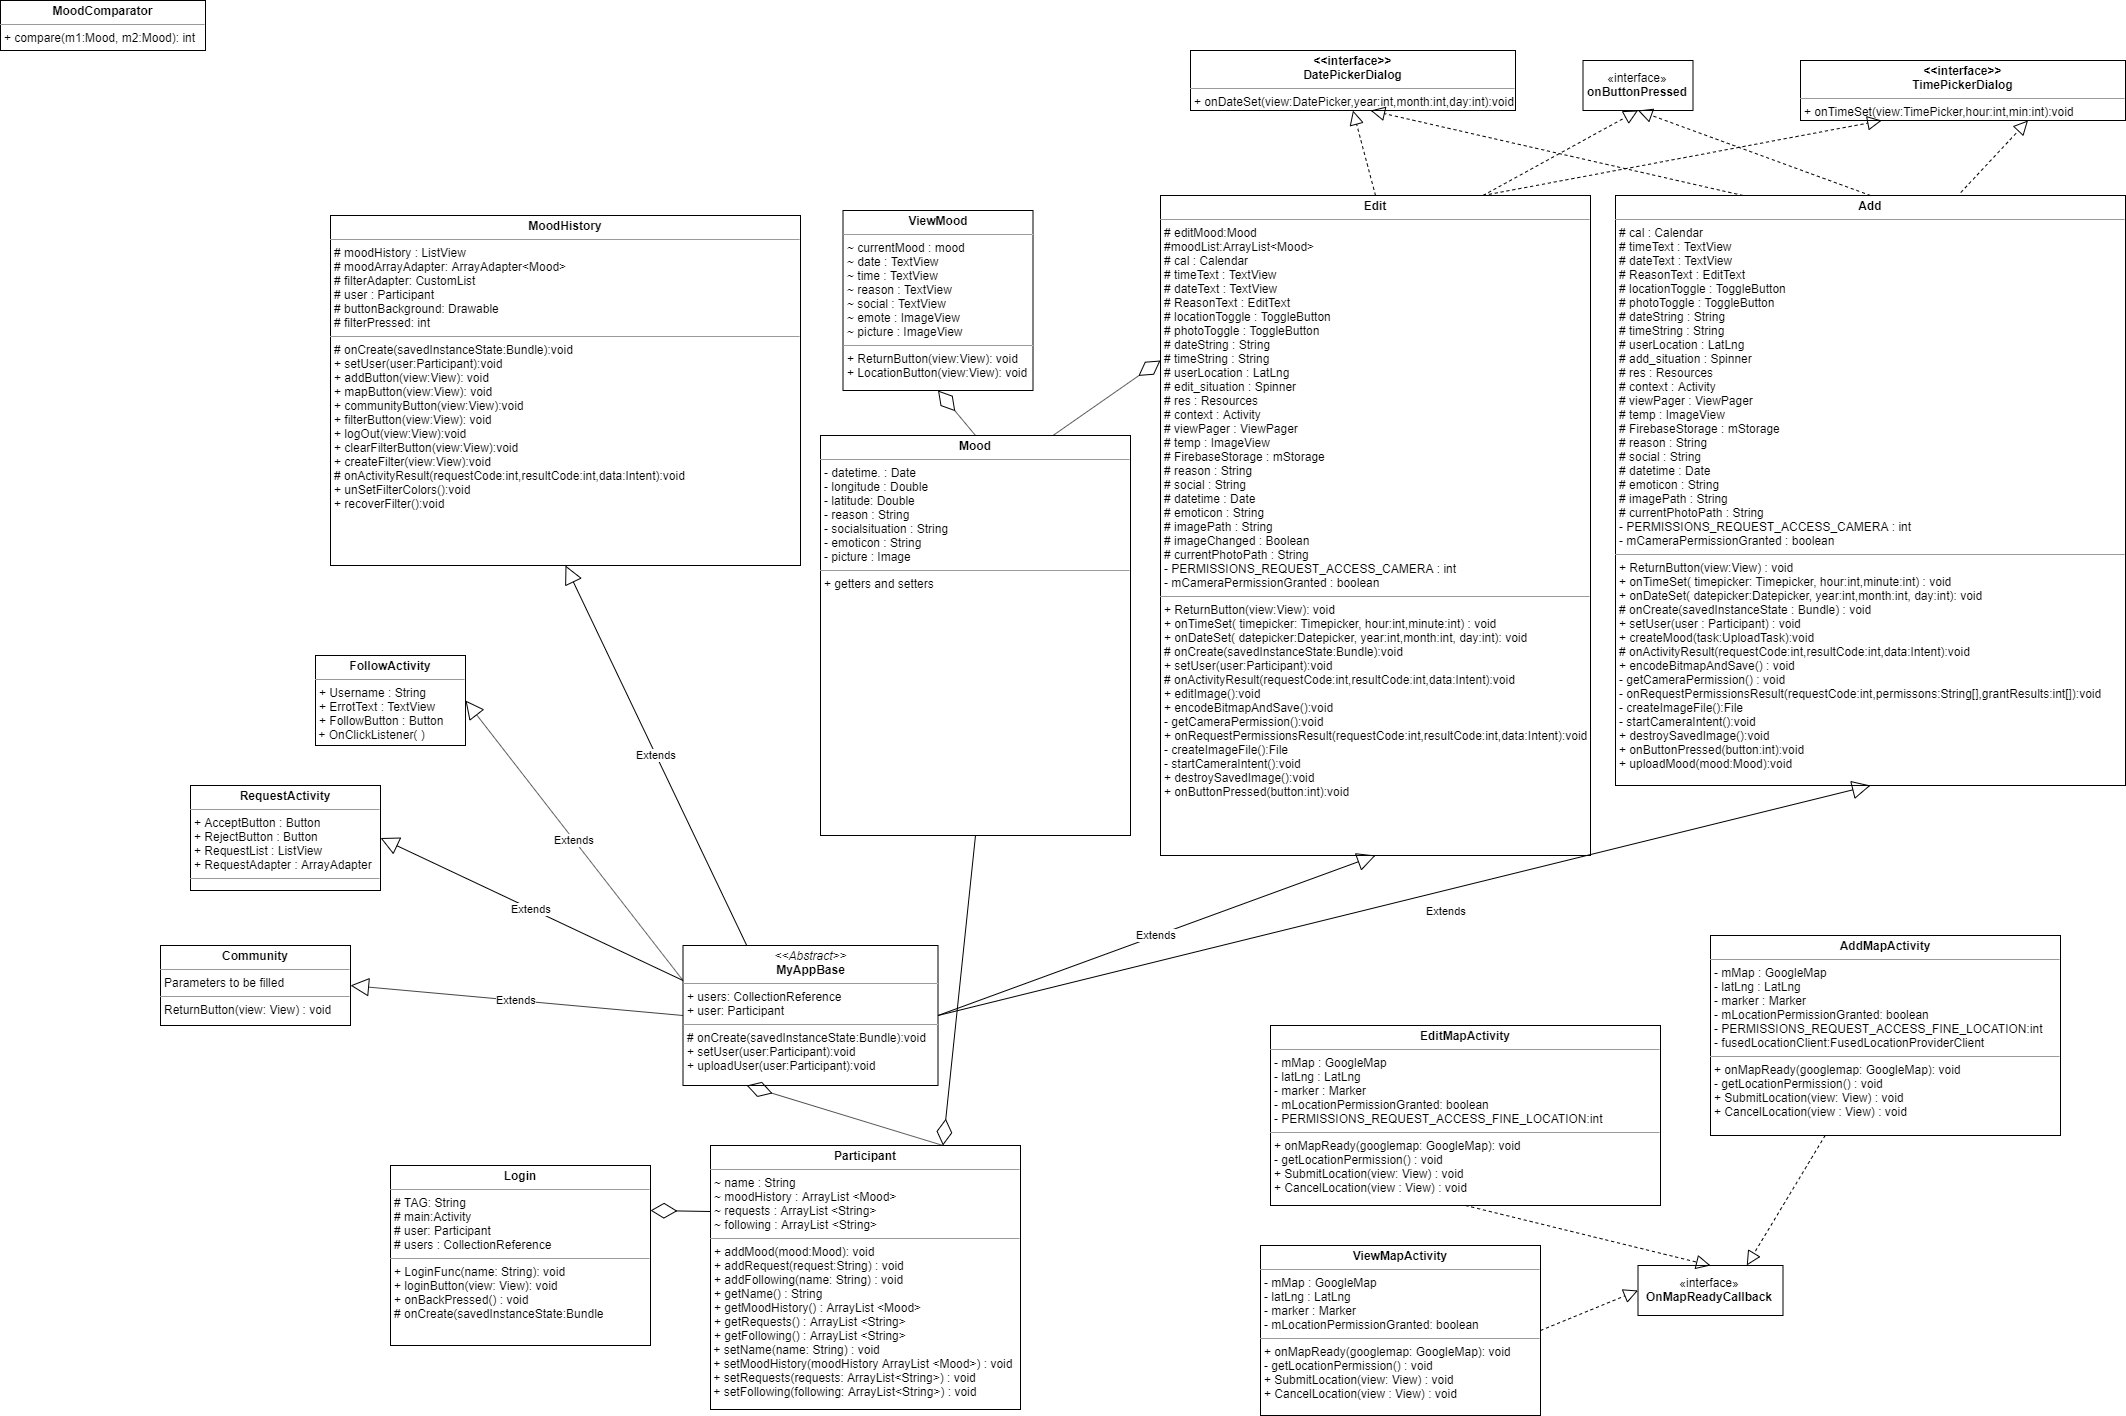 MoodComparator
+ compare(m1:Mood, m2:Mood): int
<<interface>>
DatePickerDialog
+ onDateSet(view:DatePicker,year:int,month:int,day:int):void
«interface»
onButtonPressed
<<interface>>
TimePickerDialog
+ onTimeSet(view:TimePicker,hour:int,min:int):void
MoodHistory
# moodHistory : ListView
# moodArrayAdapter: ArrayAdapter<Mood>
# filterAdapter: CustomList
# user : Participant
# buttonBackground: Drawable
# filterPressed: int
# onCreate(savedInstanceState:Bundle):void
+ setUser(user:Participant):void
+ addButton(view:View): void
+ mapButton(view:View): void
+ communityButton(view:View):void
+ filterButton(view:View): void
+ logOut(view:View):void
+ clearFilterButton(view:View):void
+ createFilter(view:View):void
# onActivityResult(requestCode:int,resultCode:int,data:Intent):void
+ unSetFilterColors():void
+ recoverFilter():void
ViewMood
~ currentMood : mood
~ date : TextView
~ time : TextView
~ reason : TextView
~ social : TextView
~ emote : ImageView
~ picture : ImageView
+ ReturnButton(view:View): void
+ LocationButton(view:View): void
Mood
- datetime. : Date
- longitude : Double
- latitude: Double
- reason : String
- socialsituation : String
- emoticon : String
- picture : Image
+ getters and setters
Edit
# editMood:Mood
#moodList:ArrayList<Mood>
# cal : Calendar
# timeText : TextView
# dateText : TextView
# ReasonText : EditText
# locationToggle : ToggleButton
# photoToggle : ToggleButton
# dateString : String
# timeString : String
# userLocation : LatLng
# edit_situation : Spinner
# res : Resources
# context : Activity
# viewPager : ViewPager
# temp : ImageView
# FirebaseStorage : mStorage
# reason : String
# social : String
# datetime : Date
# emoticon : String
# imagePath : String
# imageChanged : Boolean
# currentPhotoPath : String
- PERMISSIONS_REQUEST_ACCESS_CAMERA : int
- mCameraPermissionGranted : boolean
+ ReturnButton(view:View): void
+ onTimeSet( timepicker: Timepicker, hour:int,minute:int) : void
+ onDateSet( datepicker:Datepicker, year:int,month:int, day:int): void
# onCreate(savedInstanceState:Bundle):void
+ setUser(user:Participant):void
# onActivityResult(requestCode:int,resultCode:int,data:Intent):void
+ editImage():void
+ encodeBitmapAndSave():void
- getCameraPermission():void
+ onRequestPermissionsResult(requestCode:int,resultCode:int,data:Intent):void
- createImageFile():File
- startCameraIntent():void
+ destroySavedImage():void
+ onButtonPressed(button:int):void
Add
# cal : Calendar
# timeText : TextView
# dateText : TextView
# ReasonText : EditText
# locationToggle : ToggleButton
# photoToggle : ToggleButton
# dateString : String
# timeString : String
# userLocation : LatLng
# add_situation : Spinner
# res : Resources
# context : Activity
# viewPager : ViewPager
# temp : ImageView
# FirebaseStorage : mStorage
# reason : String
# social : String
# datetime : Date
# emoticon : String
# imagePath : String
# currentPhotoPath : String
- PERMISSIONS_REQUEST_ACCESS_CAMERA : int
- mCameraPermissionGranted : boolean
+ ReturnButton(view:View) : void
+ onTimeSet( timepicker: Timepicker, hour:int,minute:int) : void
+ onDateSet( datepicker:Datepicker, year:int,month:int, day:int): void
# onCreate(savedInstanceState : Bundle) : void
+ setUser(user : Participant) : void
+ createMood(task:UploadTask):void
# onActivityResult(requestCode:int,resultCode:int,data:Intent):void
+ encodeBitmapAndSave() : void
- getCameraPermission() : void
- onRequestPermissionsResult(requestCode:int,permissons:String[],grantResults:int[]):void
- createImageFile():File
- startCameraIntent():void
+ destroySavedImage():void
+ onButtonPressed(button:int):void
+ uploadMood(mood:Mood):void
FollowActivity
+ Username : String
+ ErrotText : TextView
+ FollowButton : Button
+ OnClickListener( )
Extends
RequestActivity
+ AcceptButton : Button
+ RejectButton : Button
+ RequestList : ListView
+ RequestAdapter : ArrayAdapter
Extends
Extends
Extends
Extends
Community
Parameters to be filled
ReturnButton(view: View) : void
Extends
<<Abstract>>
MyAppBase
+ users: CollectionReference
+ user: Participant
# onCreate(savedInstanceState:Bundle):void
+ setUser(user:Participant):void
+ uploadUser(user:Participant):void
AddMapActivity
- mMap : GoogleMap
- latLng : LatLng
- marker : Marker
- mLocationPermissionGranted: boolean
- PERMISSIONS_REQUEST_ACCESS_FINE_LOCATION:int
- fusedLocationClient:FusedLocationProviderClient
+ onMapReady(googlemap: GoogleMap): void
- getLocationPermission() : void
+ SubmitLocation(view: View) : void
+ CancelLocation(view : View) : void
EditMapActivity
- mMap : GoogleMap
- latLng : LatLng
- marker : Marker
- mLocationPermissionGranted: boolean
- PERMISSIONS_REQUEST_ACCESS_FINE_LOCATION:int
+ onMapReady(googlemap: GoogleMap): void
- getLocationPermission() : void
+ SubmitLocation(view: View) : void
+ CancelLocation(view : View) : void
Login
# TAG: String
# main:Activity
# user: Participant
# users : CollectionReference
+ LoginFunc(name: String): void
+ loginButton(view: View): void
+ onBackPressed() : void
# onCreate(savedInstanceState:Bundle
Participant
~ name : String
~ moodHistory : ArrayList <Mood>
~ requests : ArrayList <String>
~ following : ArrayList <String>
+ addMood(mood:Mood): void
+ addRequest(request:String) : void
+ addFollowing(name: String) : void
+ getName() : String
+ getMoodHistory() : ArrayList <Mood>
+ getRequests() : ArrayList <String>
+ getFollowing() : ArrayList <String>
+ setName(name: String) : void
+ setMoodHistory(moodHistory ArrayList <Mood>) : void
+ setRequests(requests: ArrayList<String>) : void
+ setFollowing(following: ArrayList<String>) : void
ViewMapActivity
- mMap : GoogleMap
- latLng : LatLng
- marker : Marker
- mLocationPermissionGranted: boolean
+ onMapReady(googlemap: GoogleMap): void
- getLocationPermission() : void
+ SubmitLocation(view: View) : void
+ CancelLocation(view : View) : void
«interface»
OnMapReadyCallback